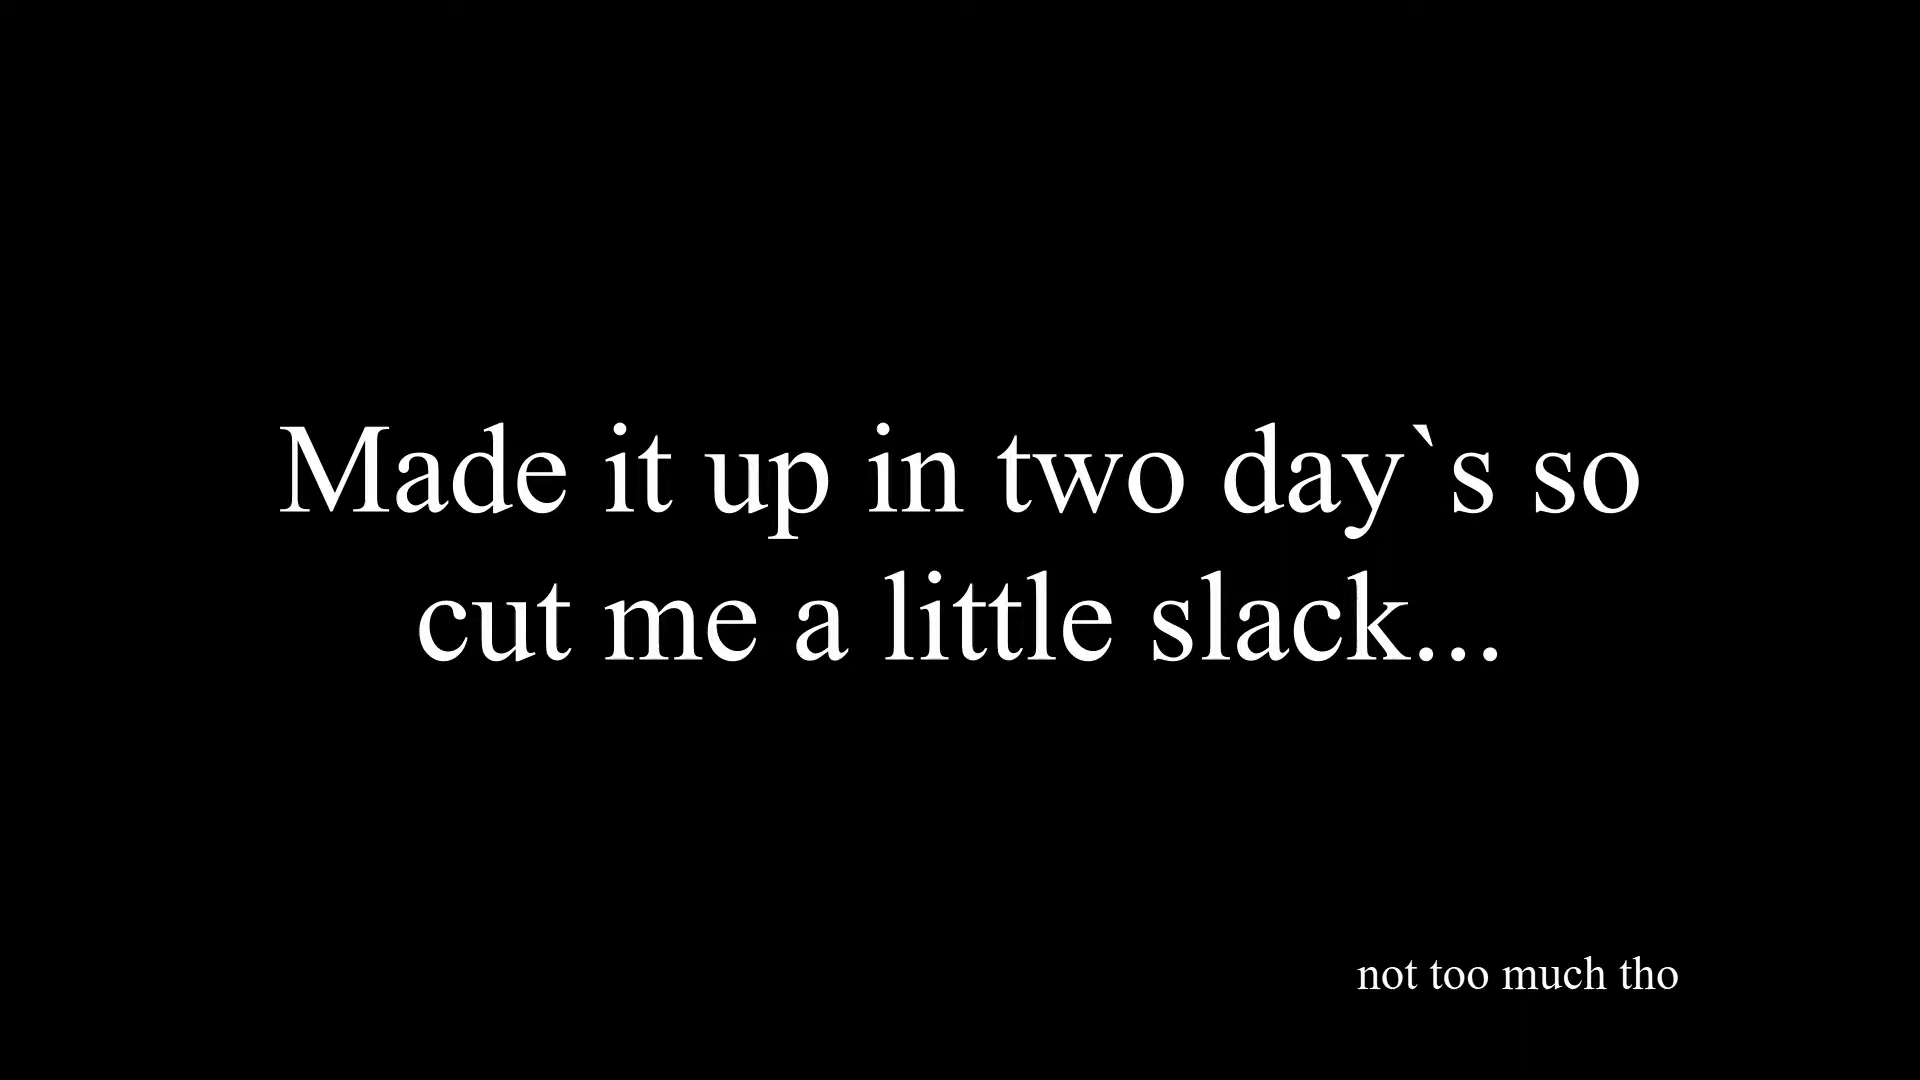 Made it up in two day`s so
cut me a little slack...
not too much tho